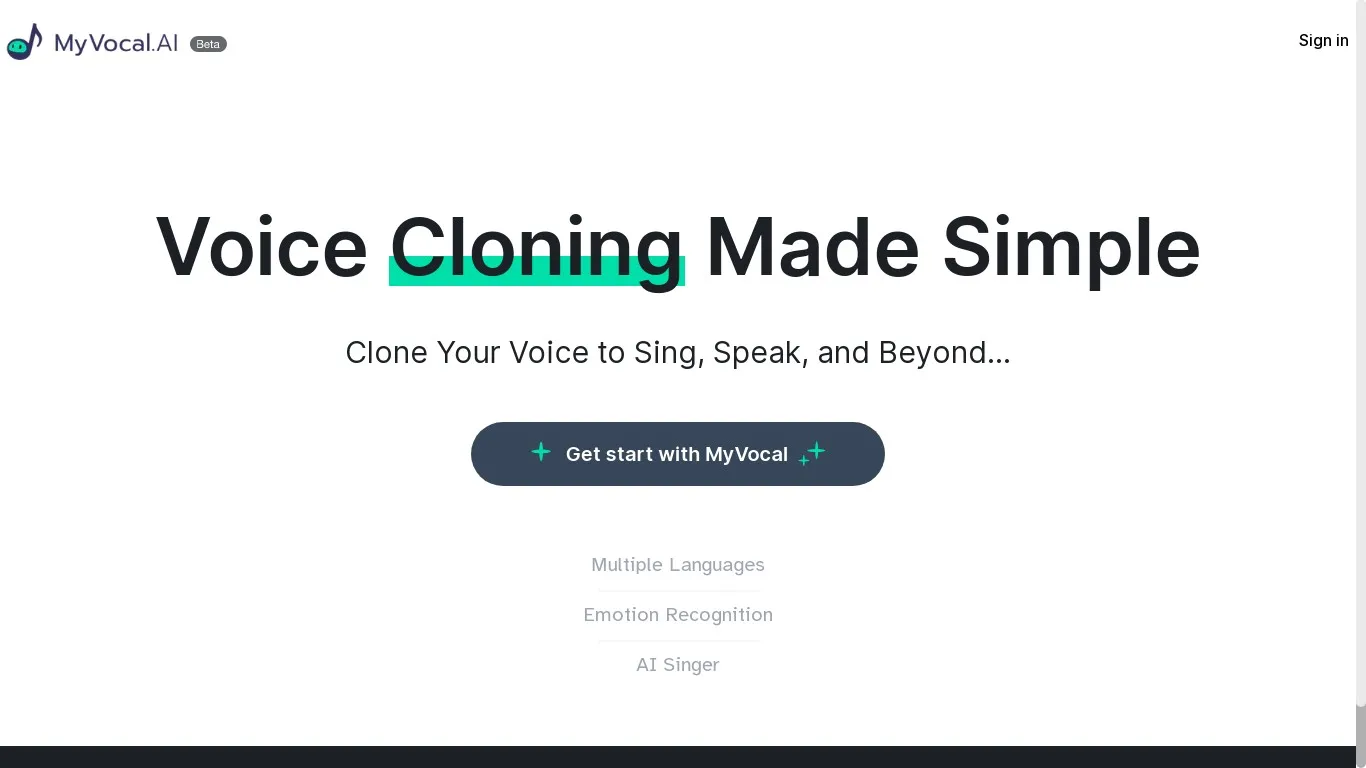 MyVocal.AI Beta
Sign in
Voice Cloning Made Simple
Clone Your Voice to Sing, Speak, and Beyond...
Get start with MyVocal
Multiple Languages
Emotion Recognition
AI Singer